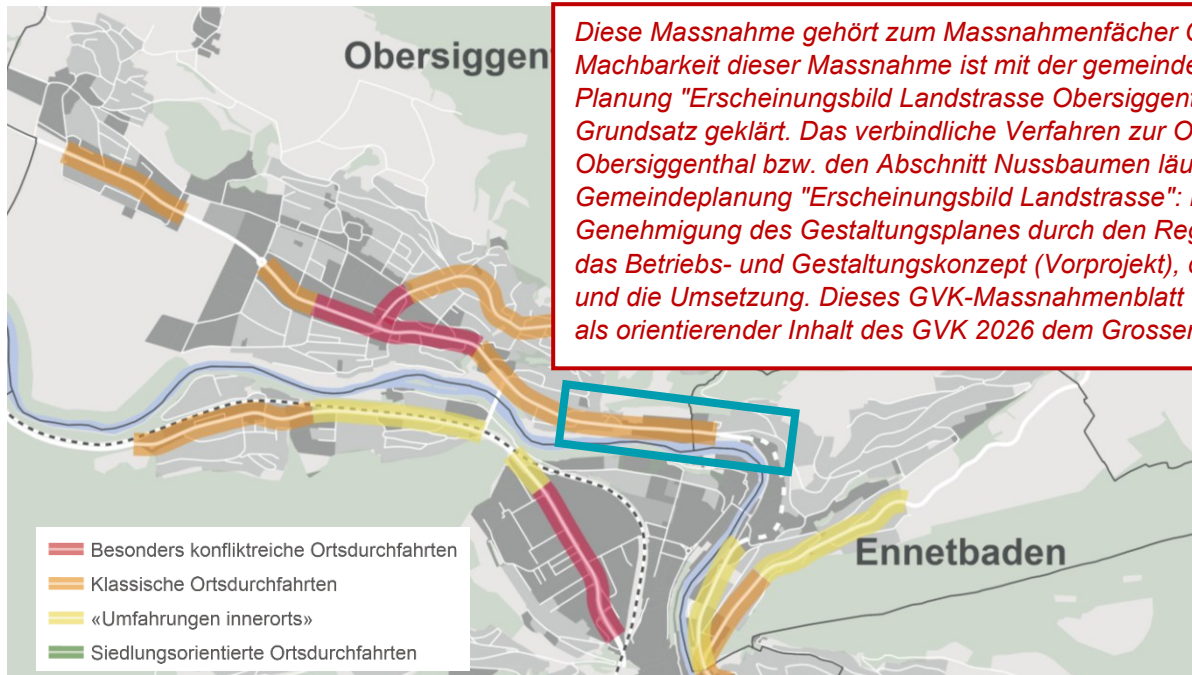 Obersiggent
Diese Massnahme gehört zum Massnahmenfächer
Machbarkeit dieser Massnahme ist mit der gemeinde
Planung "Erscheinungsbild Landstrasse Obersiggent
Grundsatz geklärt. Das verbindliche Verfahren zur O
Obersiggenthal bzw. den Abschnitt Nussbaumen läu
Gemeindeplanung "Erscheinungsbild Landstrasse":
Genehmigung des Gestaltungsplanes durch den Reg
das Betriebs- und Gestaltungskonzept (Vorprojekt),
und die Umsetzung. Dieses GVK-Massnahmenblatt
als orientierender Inhalt des GVK 2026 dem Grossen
Ennetbaden
Besonders konfliktreiche Ortsdurchfahrten
Klassische Ortsdurchfahrten
«Umfahrungen innerorts»
Siedlungsorientierte Ortsdurchfahrten